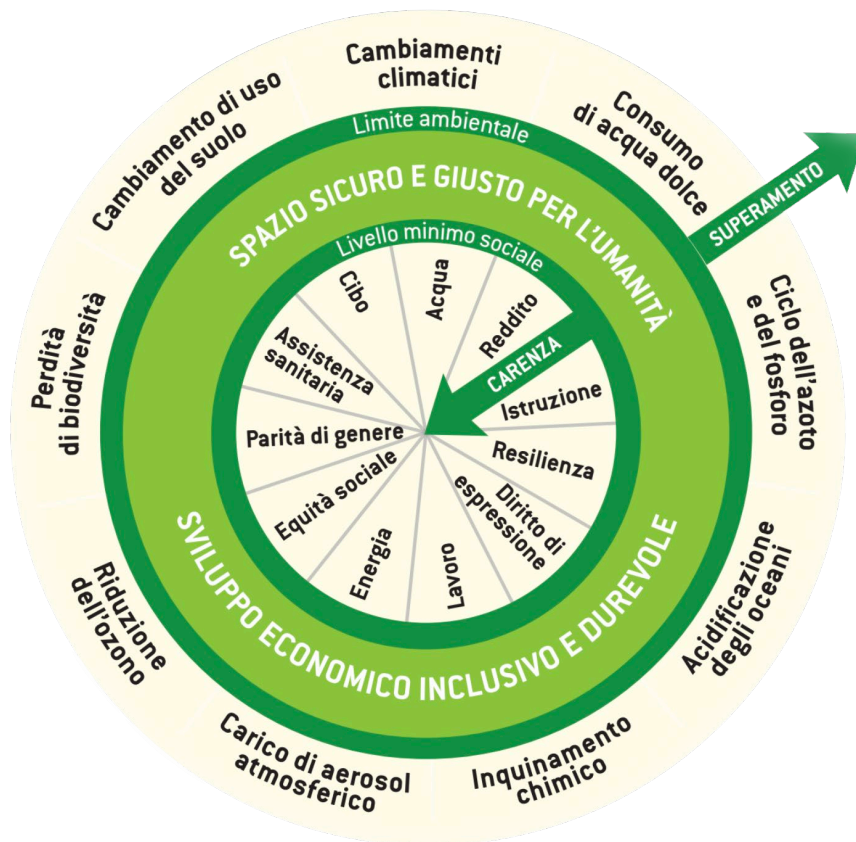 Cambiamenti
climatici
Consumo
di acqua dolce
Ciclo dell'azoto
e del fosforo
Acidificazione
degli oceani
Inquinamento
chimico
Carico di aerosol
atmosferico
Riduzione
dell'ozono
Perdità
di biodiversità
Cambiamento di uso
del suolo
Limite ambientale
SUPERAMENTO
SPAZIO SICURO E GIUSTO PER L'UMANITÀ
SVILUPPO ECONOMICO INCLUSIVO E DUREVOLE
Livello minimo sociale
CARENZA
Acqua
Reddito
Istruzione
Resilienza
Diritto di
espressione
Lavoro
Energia
Equità sociale
Parità di genere
Assistenza
sanitaria
Cibo